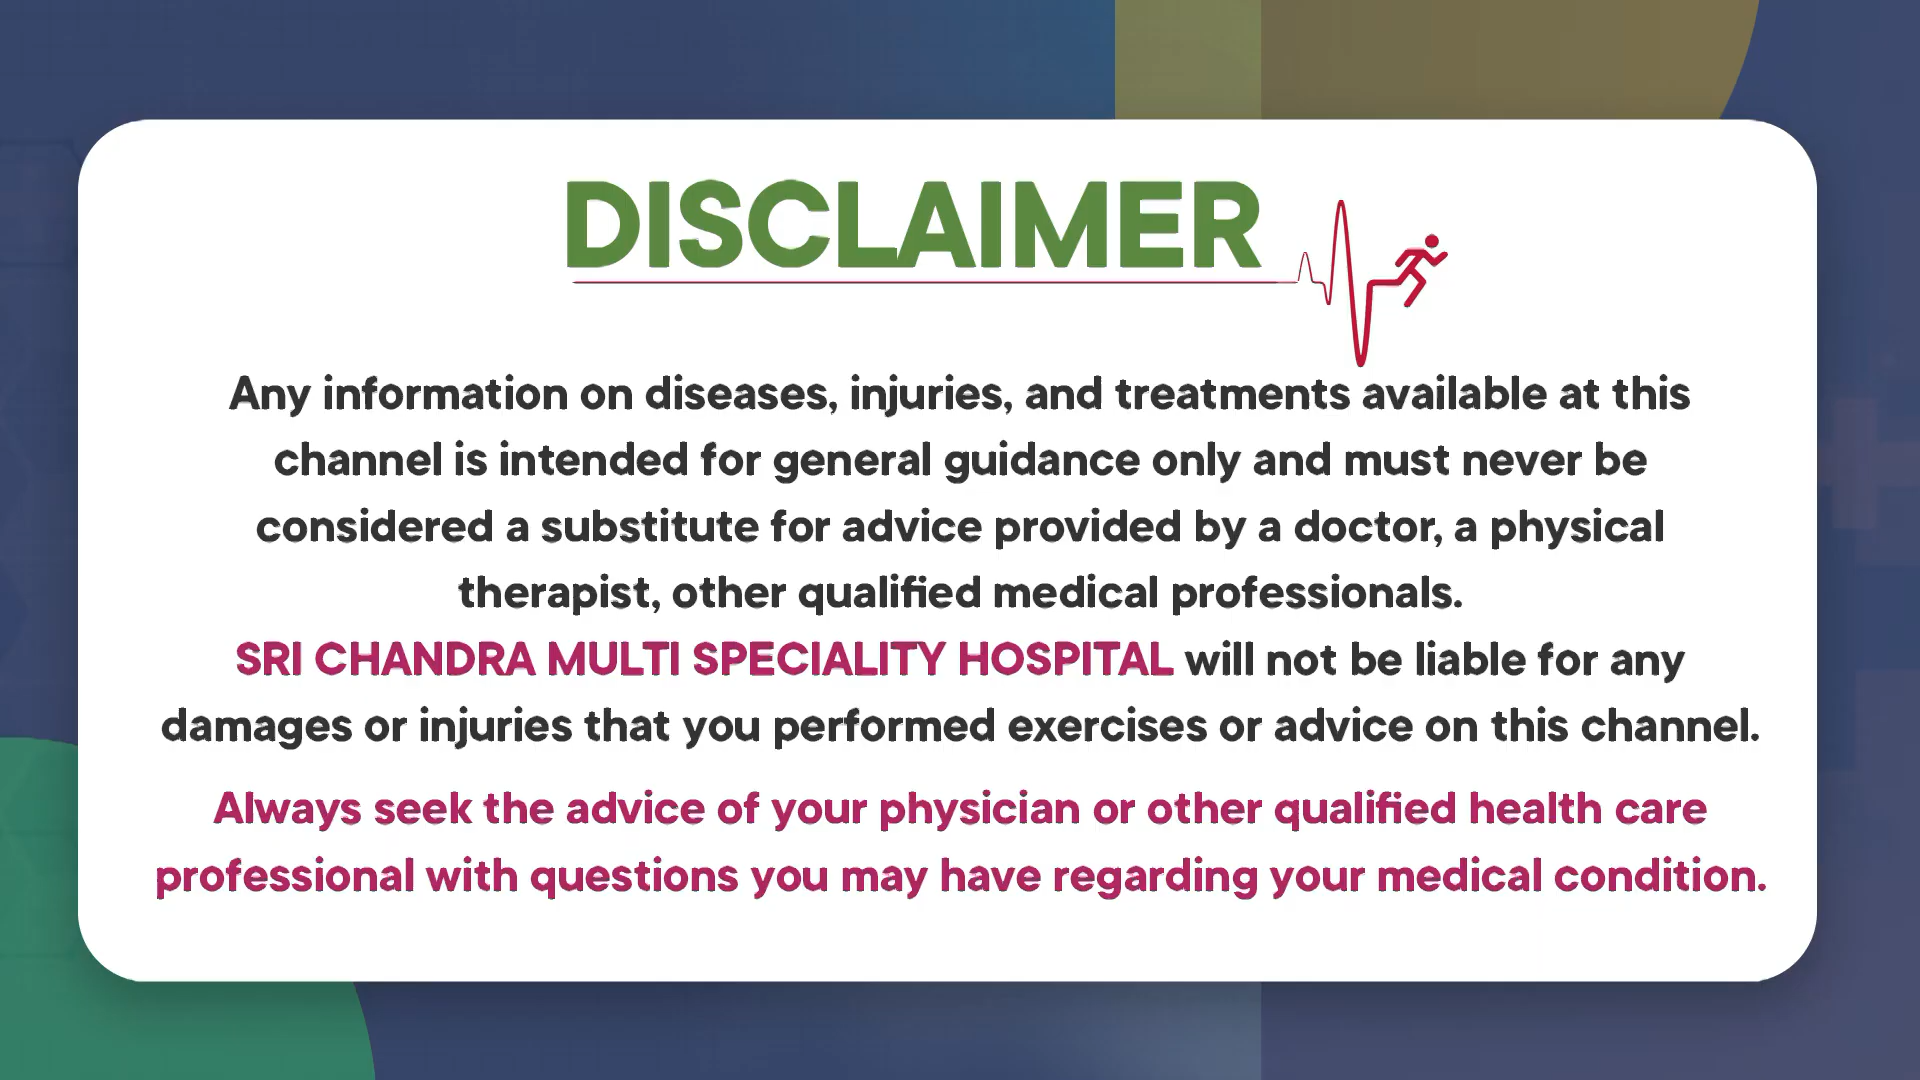 DISCLAIMER
Any information on diseases, injuries, and treatments available at this
channel is intended for general guidance only and must never be
considered a substitute for advice provided by a doctor, a physical
therapist, other qualified medical professionals.
SRI CHANDRA MULTI SPECIALITY HOSPITAL will not be liable for any
damages or injuries that you performed exercises or advice on this channel.
Always seek the advice of your physician or other qualified health care
professional with questions you may have regarding your medical condition.